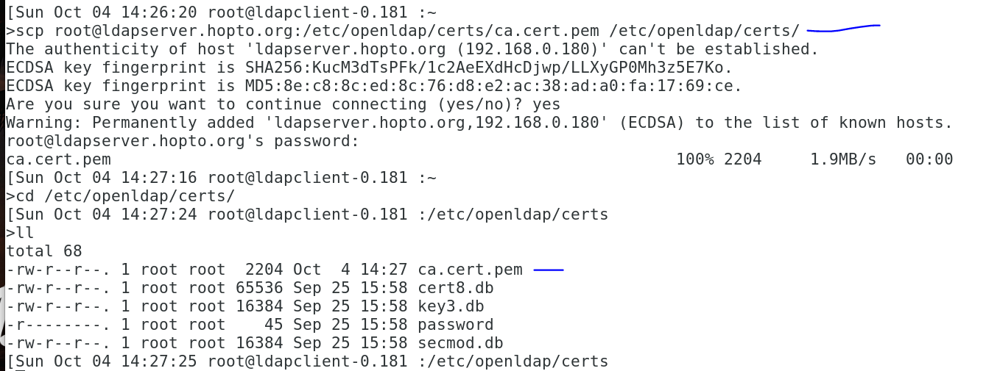 [Sun Oct 04 14:26:20 root@ldapclient-0.181 :~
>scp root@ldapserver.hopto.org:/etc/openldap/certs/ca.cert.pem /etc/openldap/certs/
The authenticity of host 'ldapserver.hopto.org (192.168.0.180)' can't be established.
ECDSA key fingerprint is SHA256:KucM3dTsPFk/1c2AeEXdHcDjwp/LLXyGP0Mh3z5E7Ko.
ECDSA key fingerprint is MD5:8e:c8:8c:ed:8c:76:d8:e2:ac:38:ad:a0:fa:17:69:ce.
Are you sure you want to continue connecting (yes/no)? yes
Warning: Permanently added 'ldapserver.hopto.org,192.168.0.180' (ECDSA) to the list of known hosts.
root@ldapserver.hopto.org's password:
ca.cert.pem 100% 2204 1.9MB/s 00:00
[Sun Oct 04 14:27:16 root@ldapclient-0.181 :~
>cd /etc/openldap/certs/
[Sun Oct 04 14:27:24 root@ldapclient-0.181 :/etc/openldap/certs
>ll
total 68
-rw-r--r--. 1 root root 2204 Oct 4 14:27 ca.cert.pem
-rw-r--r--. 1 root root 65536 Sep 25 15:58 cert8.db
-rw-r--r--. 1 root root 16384 Sep 25 15:58 key3.db
-r--------. 1 root root 45 Sep 25 15:58 password
-rw-r--r--. 1 root root 16384 Sep 25 15:58 secmod.db
[Sun Oct 04 14:27:25 root@ldapclient-0.181 :/etc/openldap/certs